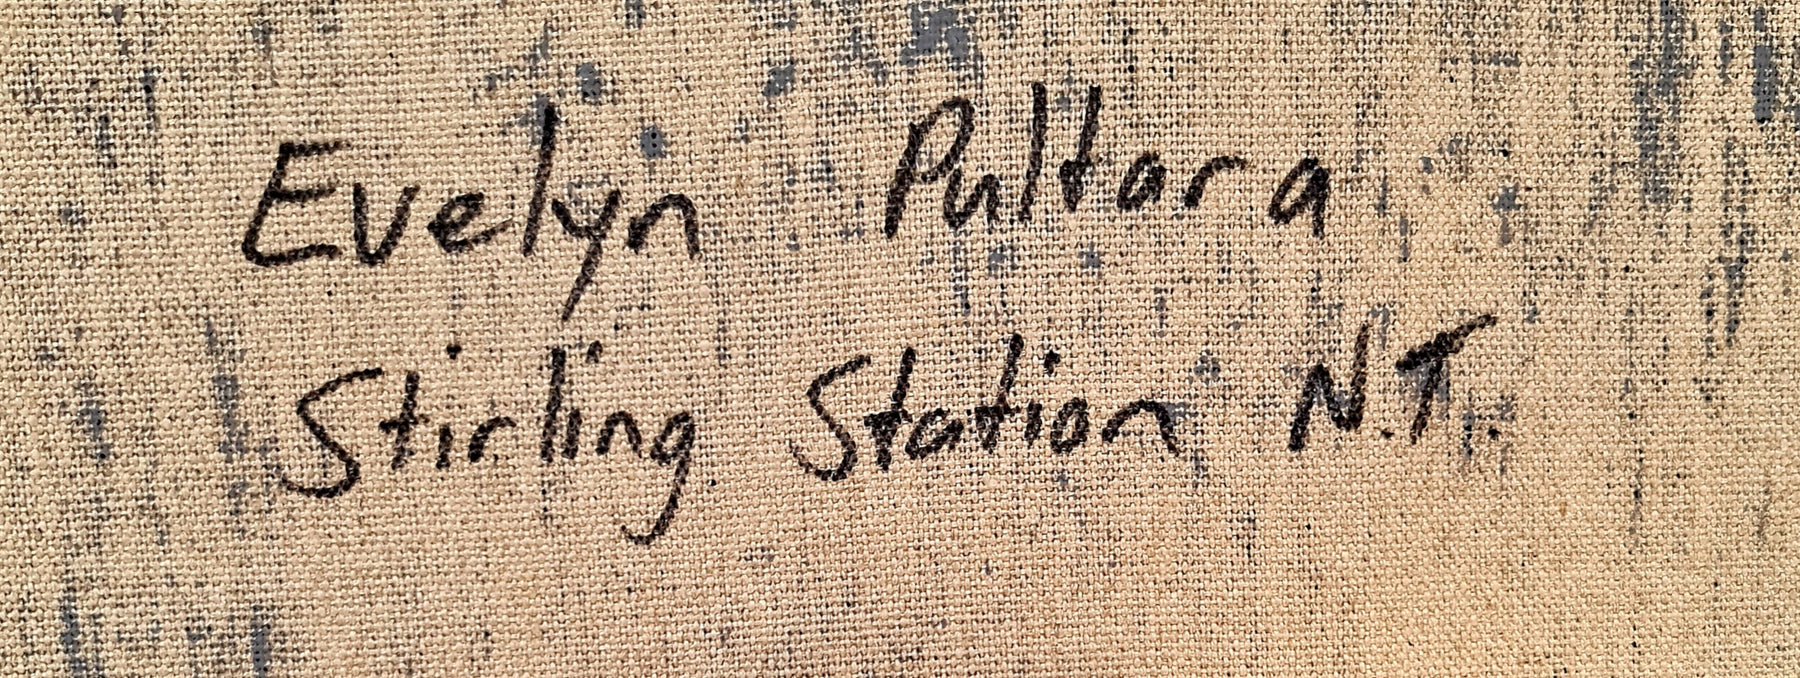 Evelyn Pultara
Stirling Station N.T.